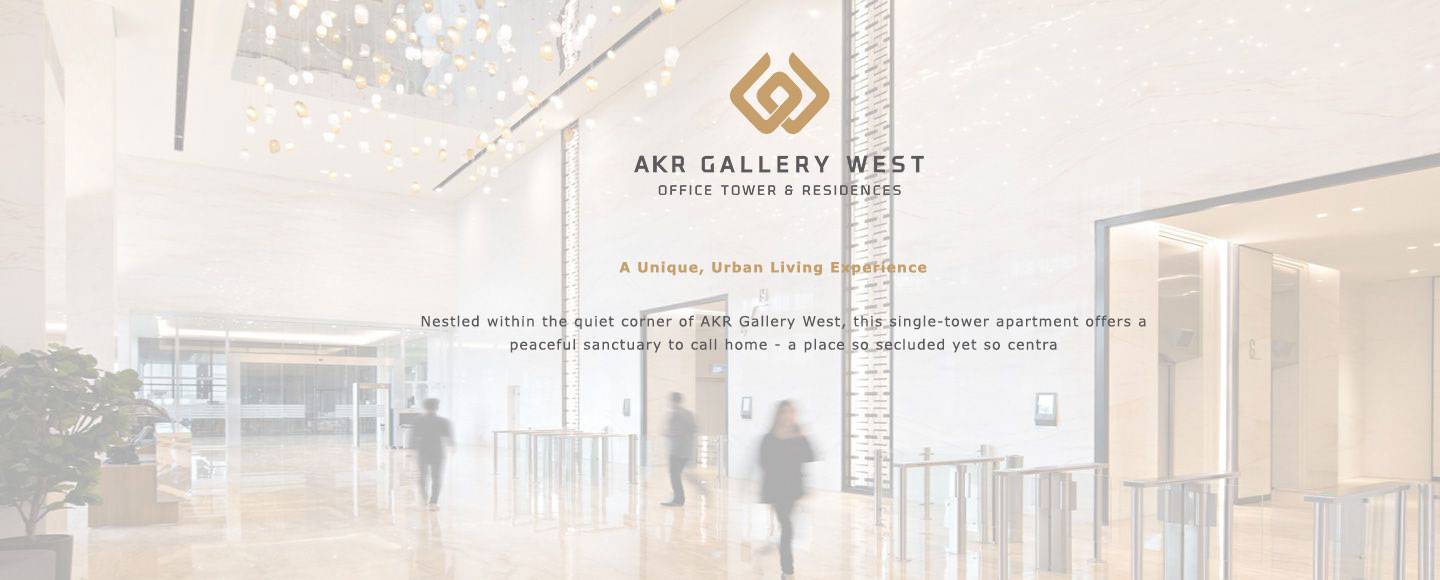 AKR GALLERY WEST
OFFICE TOWER & RESIDENCES
A Unique, Urban Living Experience
Nestled within the quiet corner of AKR Gallery West, this single-tower apartment offers a
peaceful sanctuary to call home - a place so secluded yet so centra